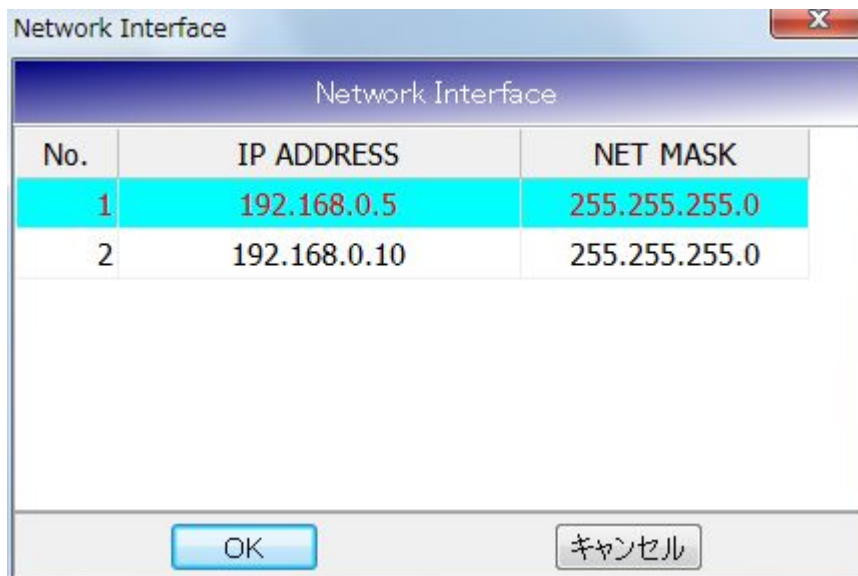 Network Interface
Network Interface
No. IP ADDRESS NET MASK
1 192.168.0.5 255.255.255.0
2 192.168.0.10 255.255.255.0
OK キャンセル